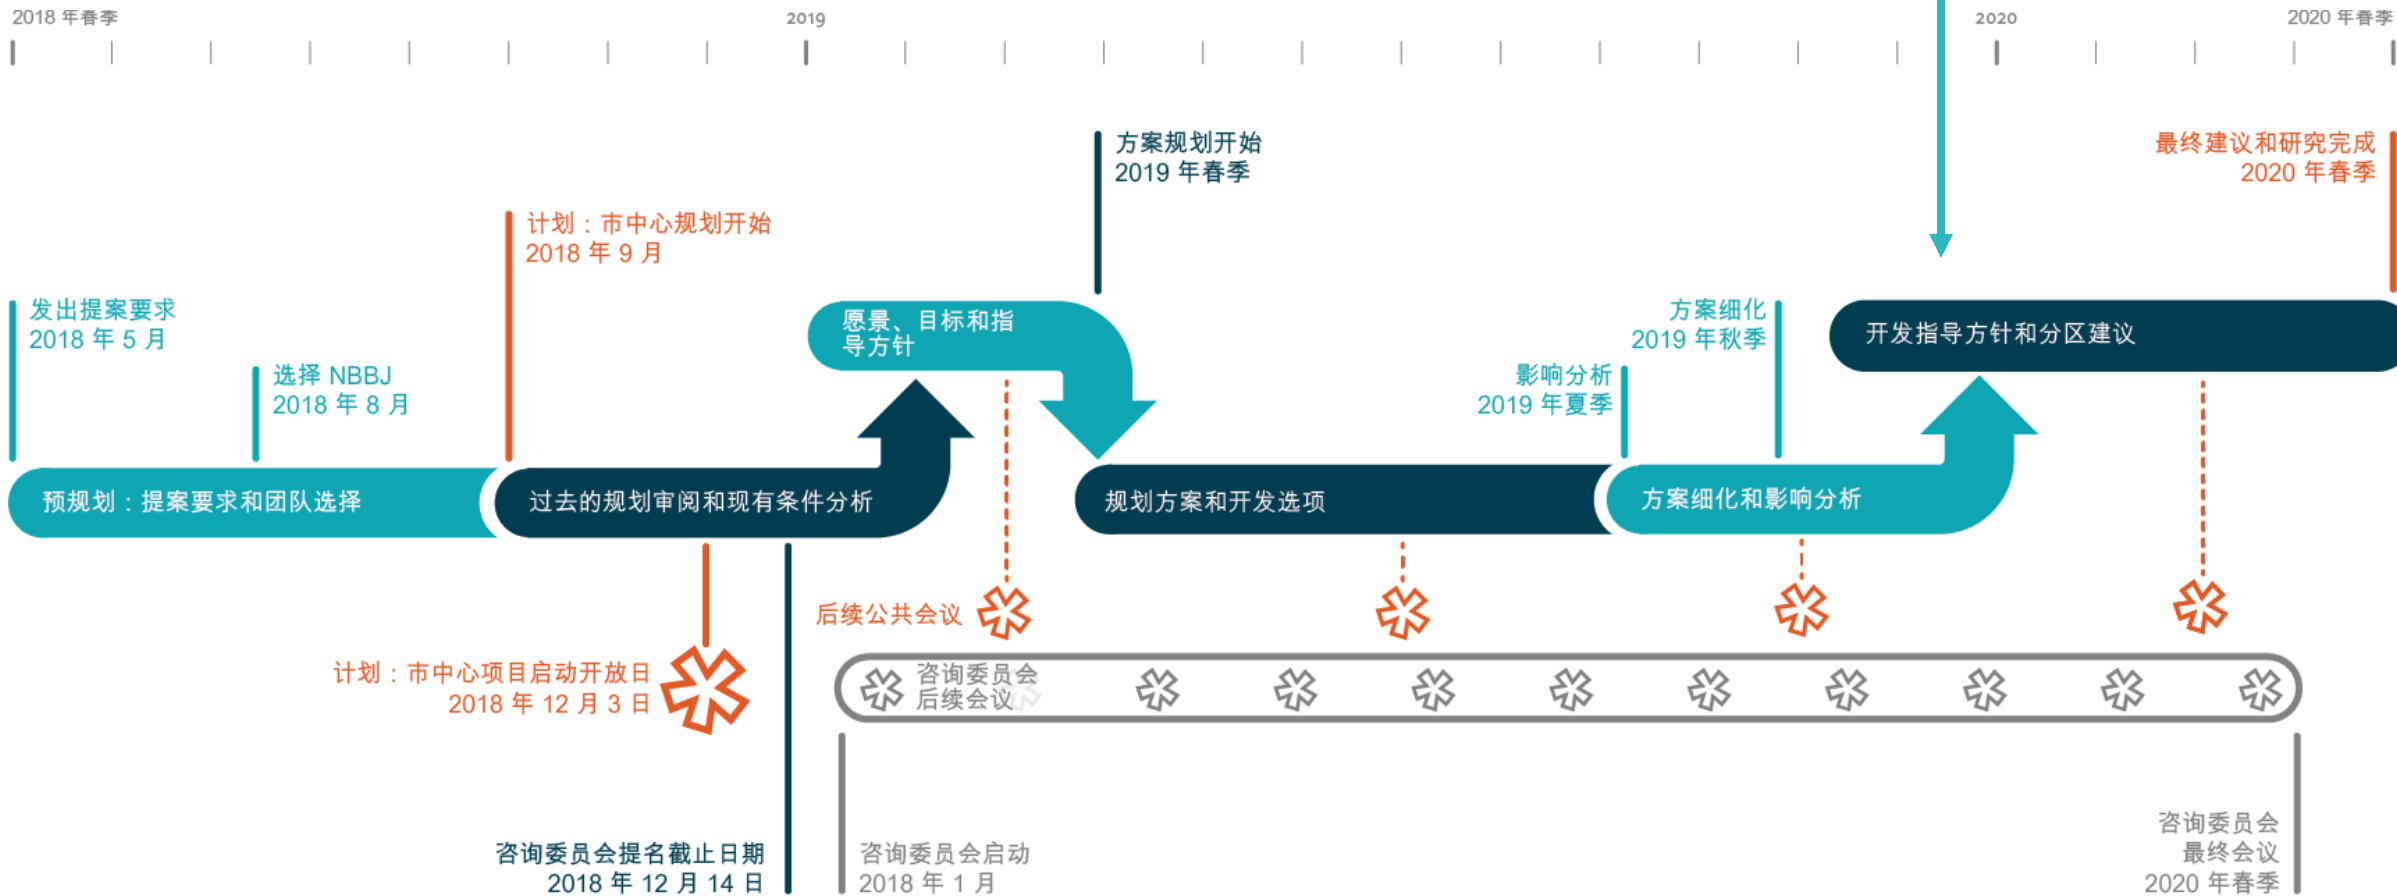 2018 年春季
2019
2020
2020 年春季
方案规划开始
2019 年春季
最终建议和研究完成
2020 年春季
计划：市中心规划开始
2018 年 9 月
发出提案要求
2018 年 5 月
选择 NBBJ
2018 年 8 月
愿景、目标和指
导方针
方案细化
2019 年秋季
影响分析
2019 年夏季
开发指导方针和分区建议
预规划：提案要求和团队选择
过去的规划审阅和现有条件分析
规划方案和开发选项
方案细化和影响分析
后续公共会议
计划：市中心项目启动开放日
2018 年 12 月 3 日
咨询委员会
后续会议
咨询委员会提名截止日期
2018 年 12 月 14 日
咨询委员会启动
2018 年 1 月
咨询委员会
最终会议
2020 年春季